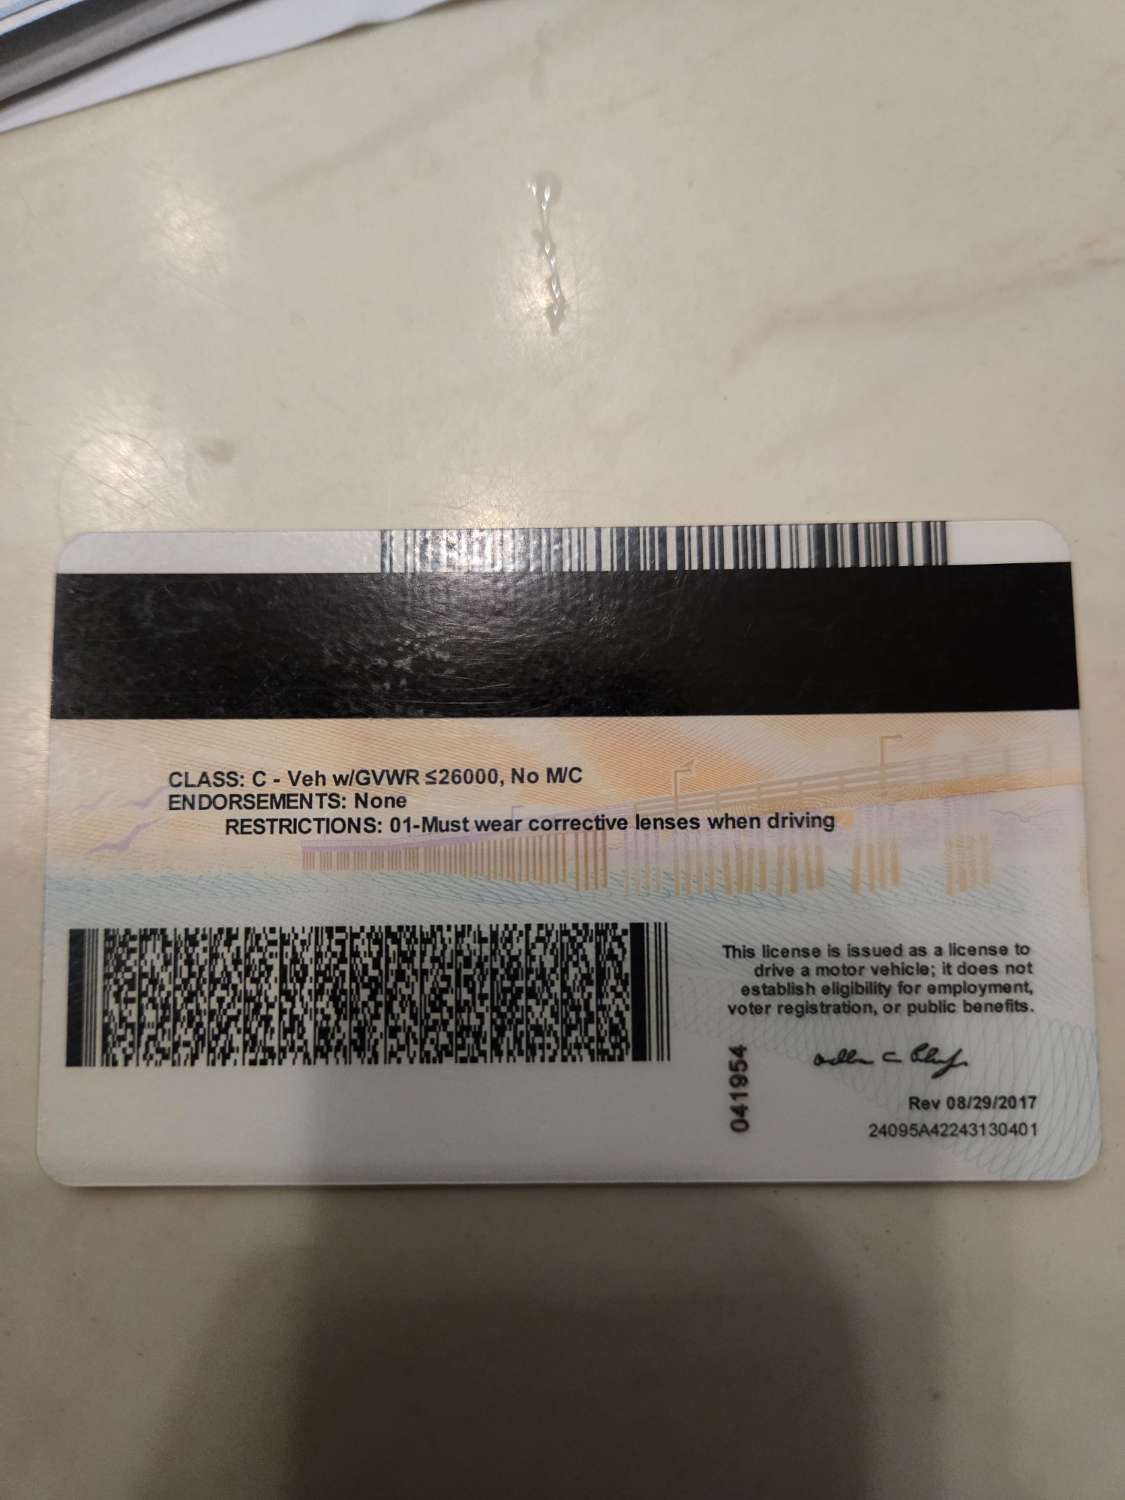 CLASS: C - Veh w/GVWR ≤26000, No M/C
ENDORSEMENTS: None
RESTRICTIONS: 01-Must wear corrective lenses when driving
This license is issued as a license to
drive a motor vehicle; it does not
establish eligibility for employment,
voter registration, or public benefits.
041954
Rev 08/29/2017
24095A42243130401